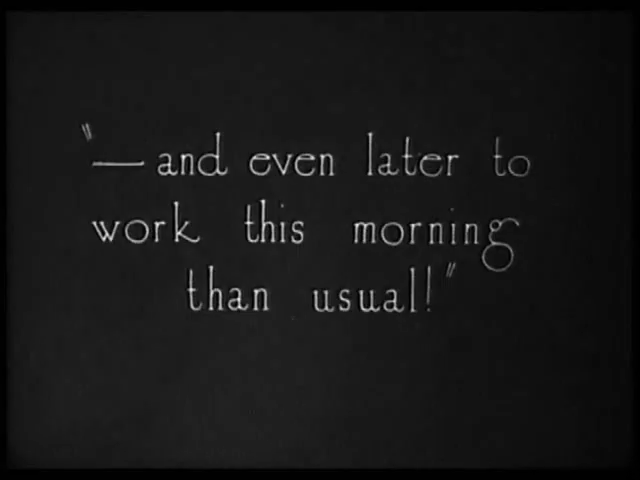 "—and even later to
work this morning
than usual!"